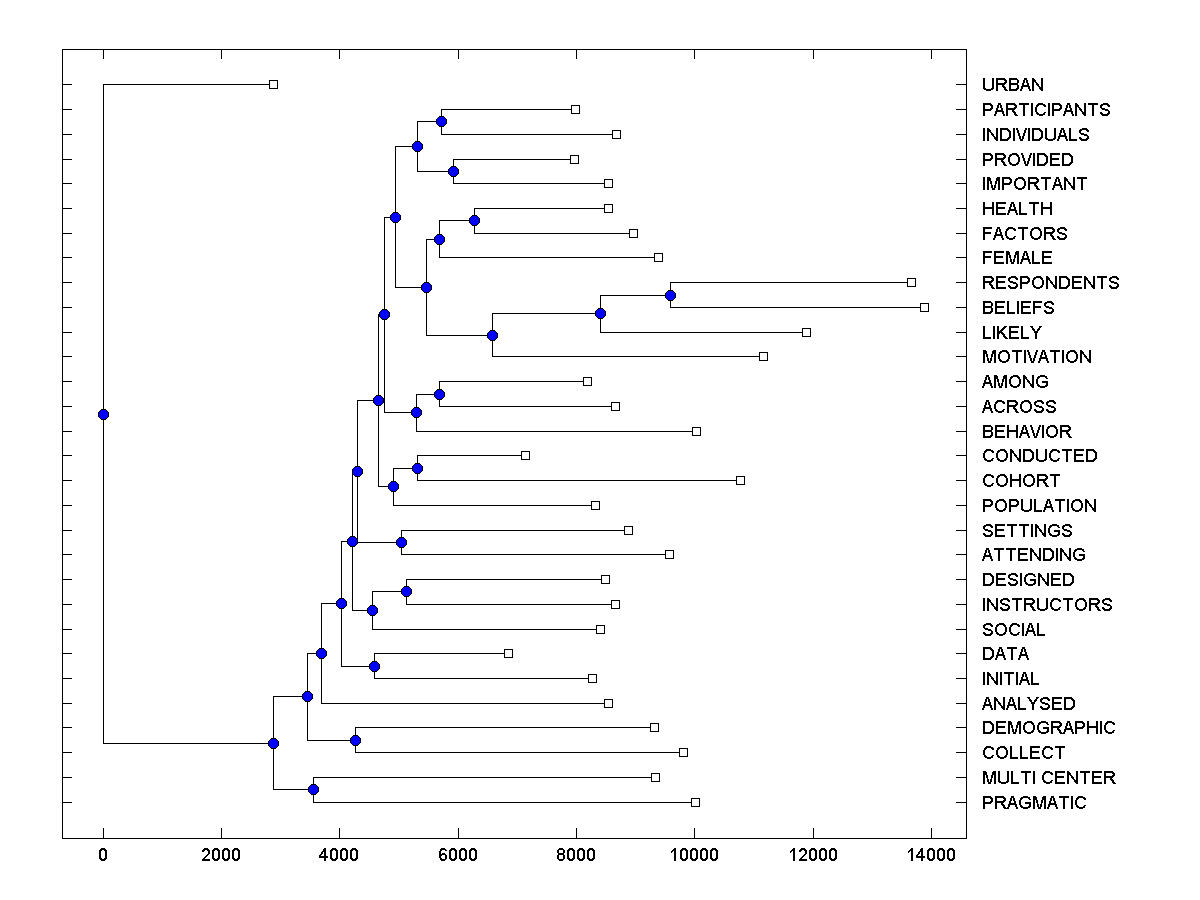 URBAN
PARTICIPANTS
INDIVIDUALS
PROVIDED
IMPORTANT
HEALTH
FACTORS
FEMALE
RESPONDENTS
BELIEFS
LIKELY
MOTIVATION
AMONG
ACROSS
BEHAVIOR
CONDUCTED
COHORT
POPULATION
SETTINGS
ATTENDING
DESIGNED
INSTRUCTORS
SOCIAL
DATA
INITIAL
ANALYSED
DEMOGRAPHIC
COLLECT
MULTI CENTER
PRAGMATIC
0 2000 4000 6000 8000 10000 12000 14000